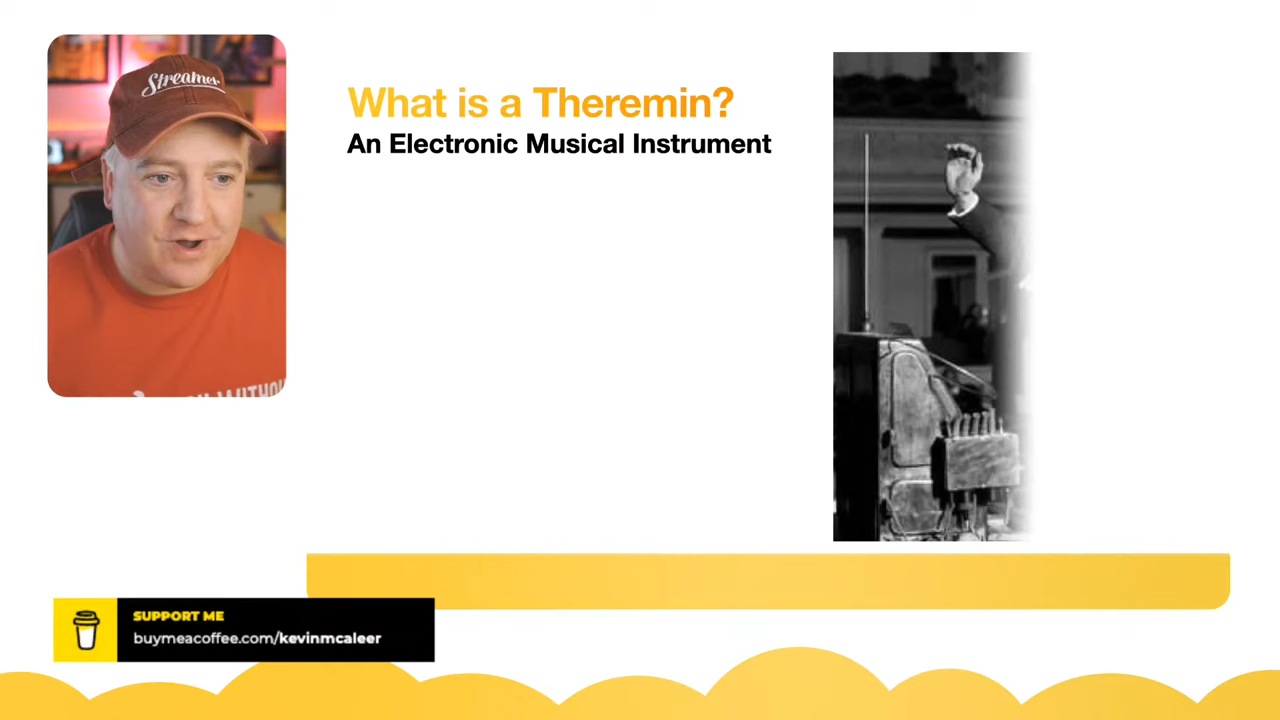 Streamer
What is a Theremin?
An Electronic Musical Instrument
SUPPORT ME
buymeacoffee.com/kevinmcaleer